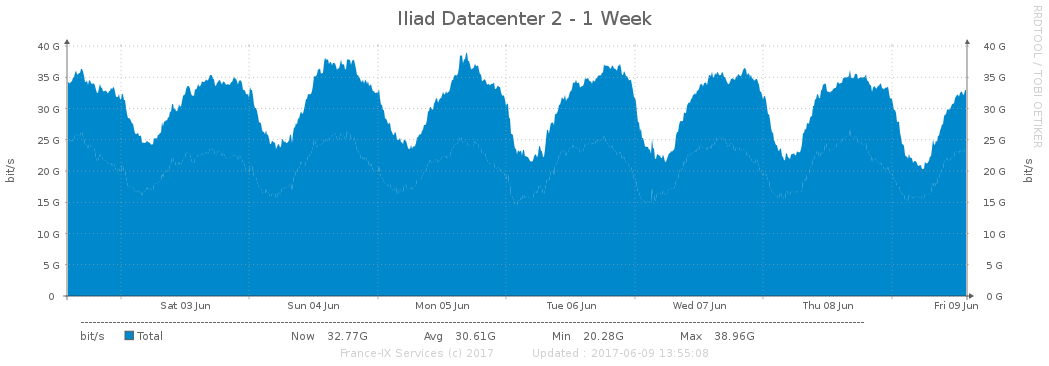 Iliad Datacenter 2 - 1 Week
RRDTOOL / TOBI OETIKER
40 G 40 G
35 G 35 G
30 G 30 G
25 G 25 G
20 G 20 G
15 G 15 G
10 G 10 G
5 G 5 G
0 0 G
bit/s bit/s
Sat 03 Jun Sun 04 Jun Mon 05 Jun Tue 06 Jun Wed 07 Jun Thu 08 Jun Fri 09 Jun
bit/s Total Now 32.77G Avg 30.61G Min 20.28G Max 38.96G
France-IX Services (c) 2017 Updated : 2017-06-09 13:55:08